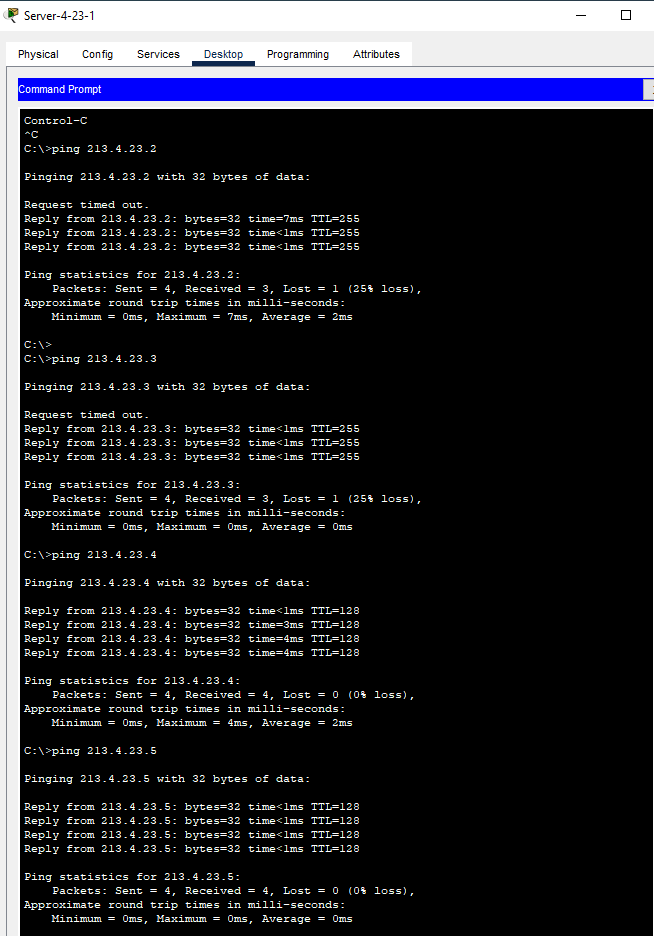 Server-4-23-1
Physical Config Services Desktop Programming Attributes
Command Prompt
Control-C
^C
C:\>ping 213.4.23.2
Pinging 213.4.23.2 with 32 bytes of data:
Request timed out.
Reply from 213.4.23.2: bytes=32 time=7ms TTL=255
Reply from 213.4.23.2: bytes=32 time<1ms TTL=255
Reply from 213.4.23.2: bytes=32 time<1ms TTL=255
Ping statistics for 213.4.23.2:
    Packets: Sent = 4, Received = 3, Lost = 1 (25% loss),
Approximate round trip times in milli-seconds:
    Minimum = 0ms, Maximum = 7ms, Average = 2ms
C:\>
C:\>ping 213.4.23.3
Pinging 213.4.23.3 with 32 bytes of data:
Request timed out.
Reply from 213.4.23.3: bytes=32 time<1ms TTL=255
Reply from 213.4.23.3: bytes=32 time<1ms TTL=255
Reply from 213.4.23.3: bytes=32 time<1ms TTL=255
Ping statistics for 213.4.23.3:
    Packets: Sent = 4, Received = 3, Lost = 1 (25% loss),
Approximate round trip times in milli-seconds:
    Minimum = 0ms, Maximum = 0ms, Average = 0ms
C:\>ping 213.4.23.4
Pinging 213.4.23.4 with 32 bytes of data:
Reply from 213.4.23.4: bytes=32 time<1ms TTL=128
Reply from 213.4.23.4: bytes=32 time=3ms TTL=128
Reply from 213.4.23.4: bytes=32 time=4ms TTL=128
Reply from 213.4.23.4: bytes=32 time=4ms TTL=128
Ping statistics for 213.4.23.4:
    Packets: Sent = 4, Received = 4, Lost = 0 (0% loss),
Approximate round trip times in milli-seconds:
    Minimum = 0ms, Maximum = 4ms, Average = 2ms
C:\>ping 213.4.23.5
Pinging 213.4.23.5 with 32 bytes of data:
Reply from 213.4.23.5: bytes=32 time<1ms TTL=128
Reply from 213.4.23.5: bytes=32 time<1ms TTL=128
Reply from 213.4.23.5: bytes=32 time<1ms TTL=128
Reply from 213.4.23.5: bytes=32 time<1ms TTL=128
Ping statistics for 213.4.23.5:
    Packets: Sent = 4, Received = 4, Lost = 0 (0% loss),
Approximate round trip times in milli-seconds:
    Minimum = 0ms, Maximum = 0ms, Average = 0ms